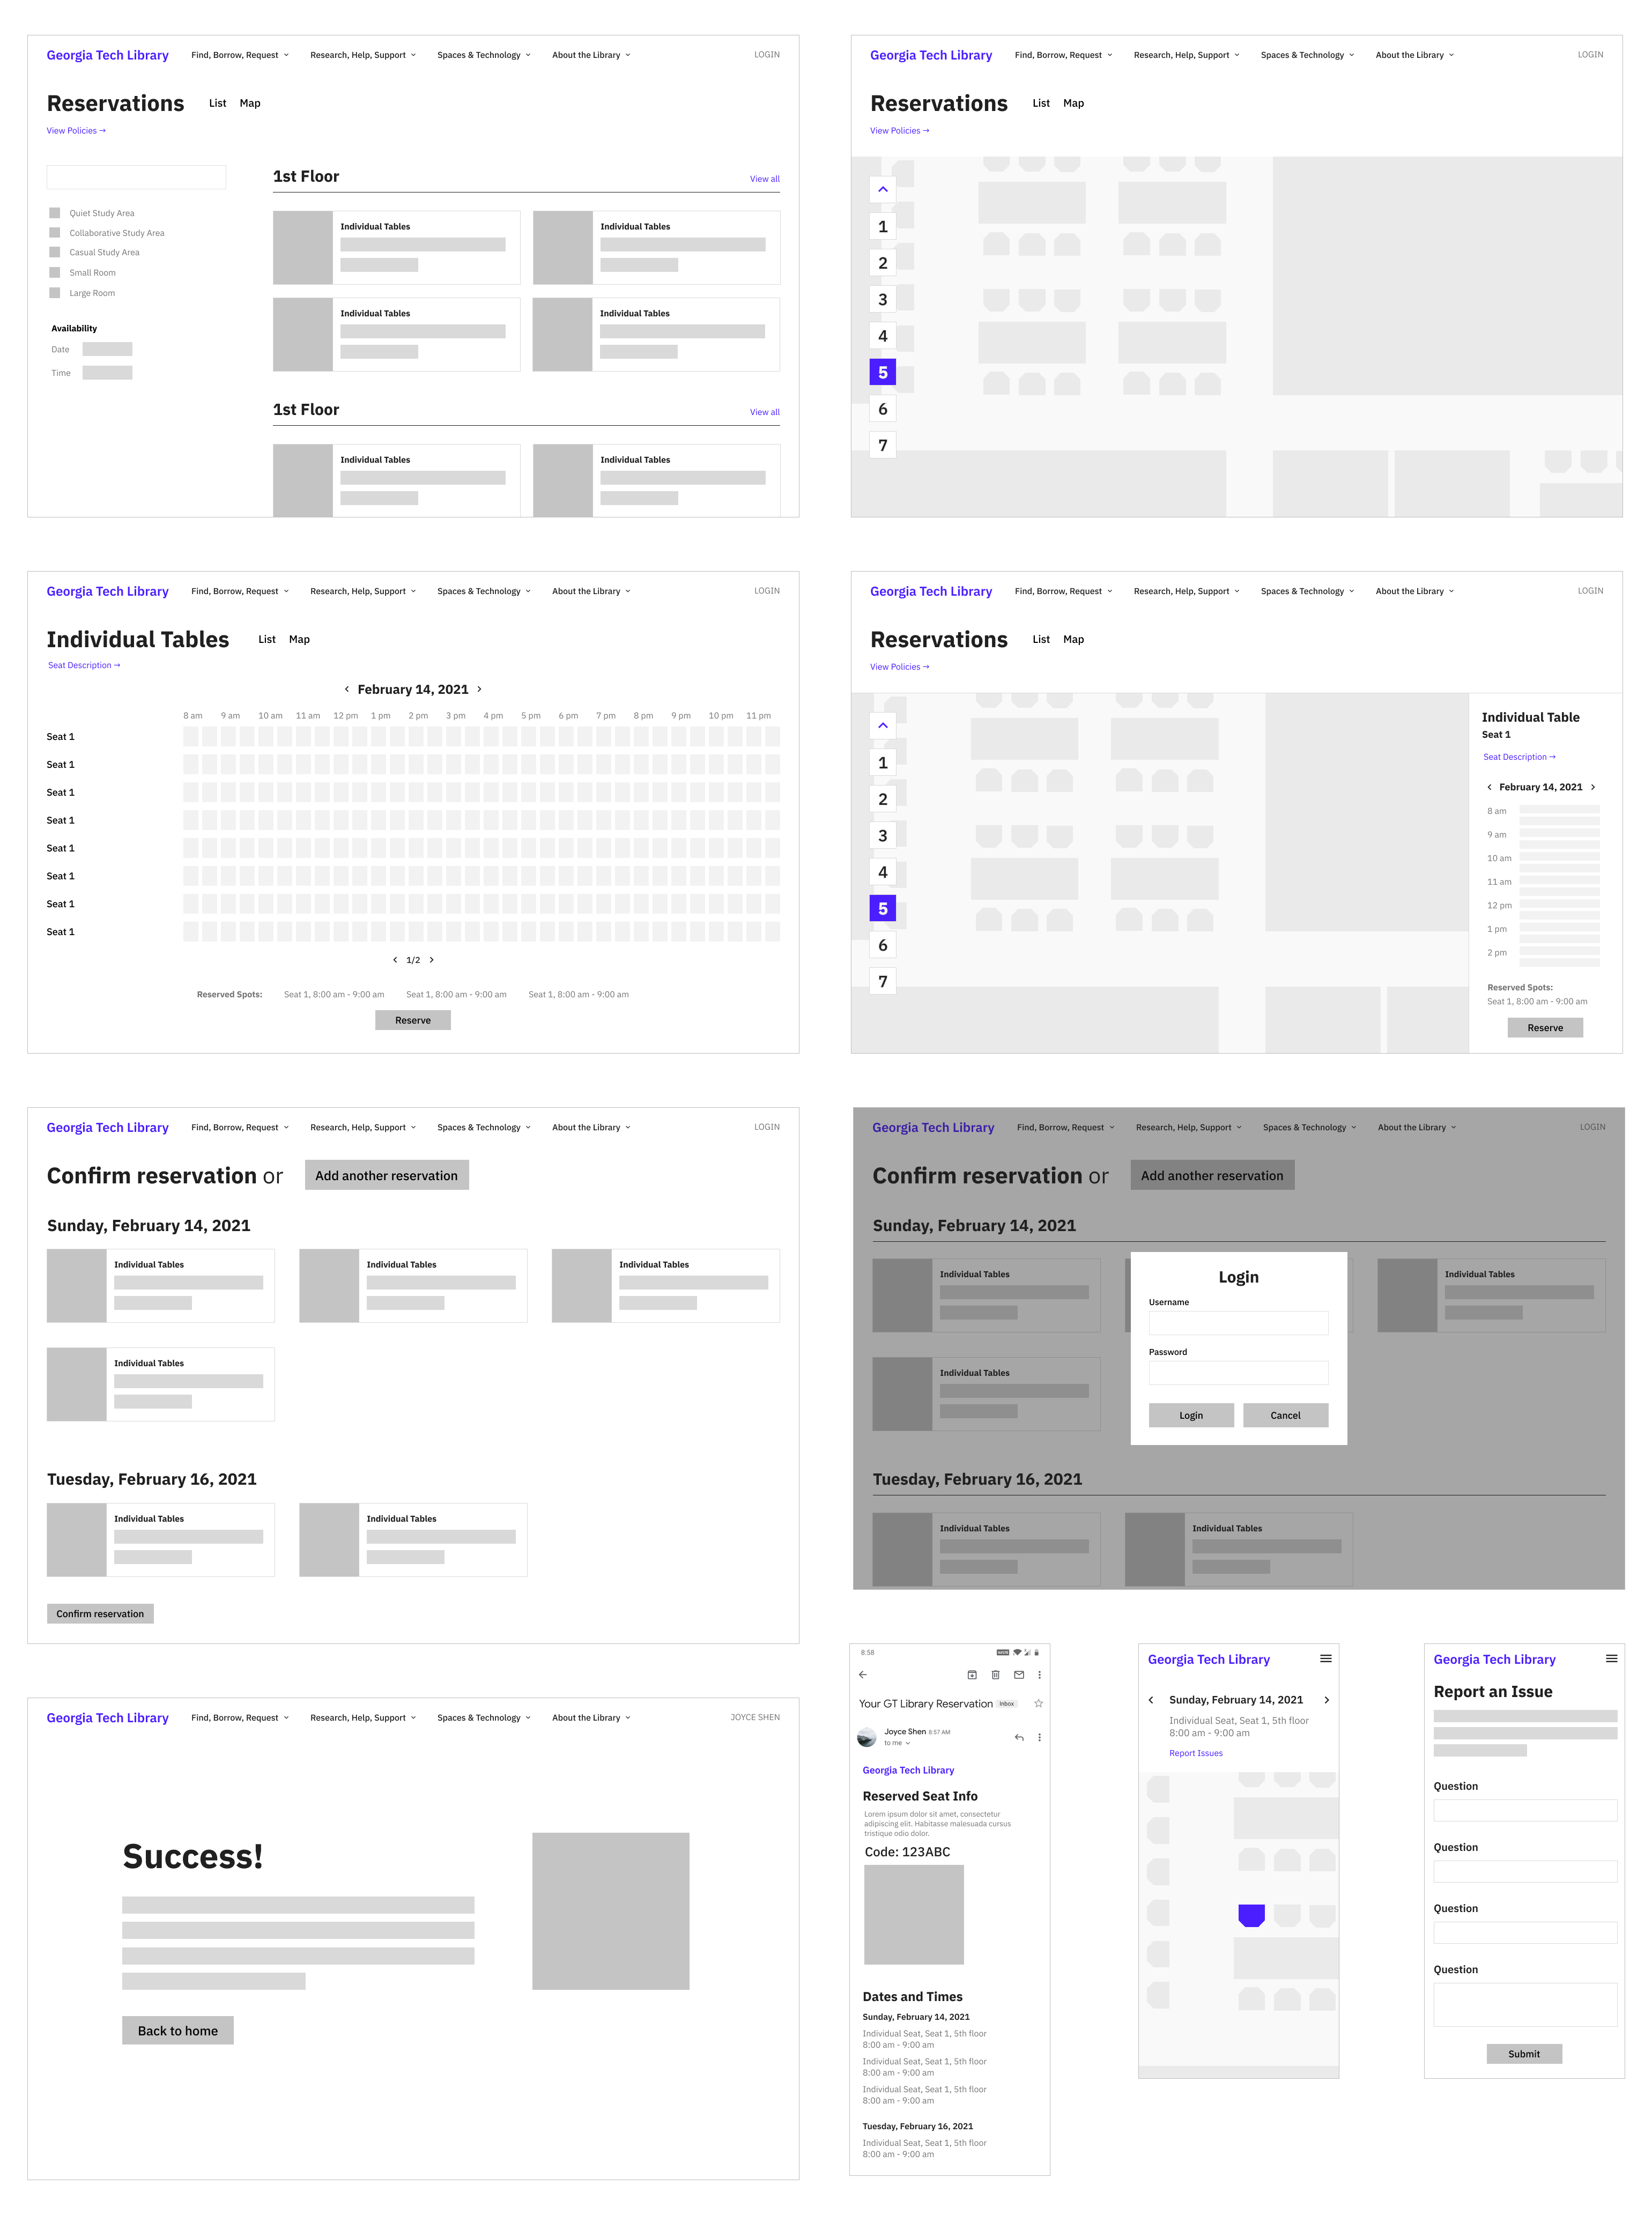 Georgia Tech Library Find, Borrow, Request Research, Help, Support Spaces & Technology About the Library LOGIN
Reservations List Map
View Policies →
Quiet Study Area
Collaborative Study Area
Casual Study Area
Small Room
Large Room
Availability
Date
Time
1st Floor View all
Individual Tables Individual Tables
Individual Tables Individual Tables
1st Floor View all
Individual Tables Individual Tables
Georgia Tech Library Find, Borrow, Request Research, Help, Support Spaces & Technology About the Library LOGIN
Reservations List Map
View Policies →
1
2
3
4
5
6
7
Georgia Tech Library Find, Borrow, Request Research, Help, Support Spaces & Technology About the Library LOGIN
Individual Tables List Map
Seat Description →
February 14, 2021
8 am 9 am 10 am 11 am 12 pm 1 pm 2 pm 3 pm 4 pm 5 pm 6 pm 7 pm 8 pm 9 pm 10 pm 11 pm
Seat 1
Seat 1
Seat 1
Seat 1
Seat 1
Seat 1
Seat 1
Seat 1
1/2
Reserved Spots: Seat 1, 8:00 am - 9:00 am Seat 1, 8:00 am - 9:00 am Seat 1, 8:00 am - 9:00 am
Reserve
Georgia Tech Library Find, Borrow, Request Research, Help, Support Spaces & Technology About the Library LOGIN
Reservations List Map
View Policies →
1
2
3
4
5
6
7
Individual Table
Seat 1
Seat Description →
February 14, 2021
8 am
9 am
10 am
11 am
12 pm
1 pm
2 pm
Reserved Spots:
Seat 1, 8:00 am - 9:00 am
Reserve
Georgia Tech Library Find, Borrow, Request Research, Help, Support Spaces & Technology About the Library LOGIN
Confirm reservation or Add another reservation
Sunday, February 14, 2021
Individual Tables Individual Tables Individual Tables
Individual Tables
Tuesday, February 16, 2021
Individual Tables Individual Tables
Confirm reservation
Georgia Tech Library Find, Borrow, Request Research, Help, Support Spaces & Technology About the Library LOGIN
Confirm reservation or Add another reservation
Sunday, February 14, 2021
Individual Tables Individual Tables
Individual Tables
Login
Username
Password
Login Cancel
Tuesday, February 16, 2021
Individual Tables Individual Tables
Georgia Tech Library Find, Borrow, Request Research, Help, Support Spaces & Technology About the Library JOYCE SHEN
Success!
Back to home
8:58
Your GT Library Reservation Inbox
Joyce Shen 8:57 AM
to me
Georgia Tech Library
Reserved Seat Info
Lorem ipsum dolor sit amet, consectetur
adipiscing elit. Habitasse malesuada cursus
tristique odio dolor.
Code: 123ABC
Dates and Times
Sunday, February 14, 2021
Individual Seat, Seat 1, 5th floor
8:00 am - 9:00 am
Individual Seat, Seat 1, 5th floor
8:00 am - 9:00 am
Individual Seat, Seat 1, 5th floor
8:00 am - 9:00 am
Tuesday, February 16, 2021
Individual Seat, Seat 1, 5th floor
8:00 am - 9:00 am
Georgia Tech Library
Sunday, February 14, 2021
Individual Seat, Seat 1, 5th floor
8:00 am - 9:00 am
Report Issues
Georgia Tech Library
Report an Issue
Question
Question
Question
Question
Submit